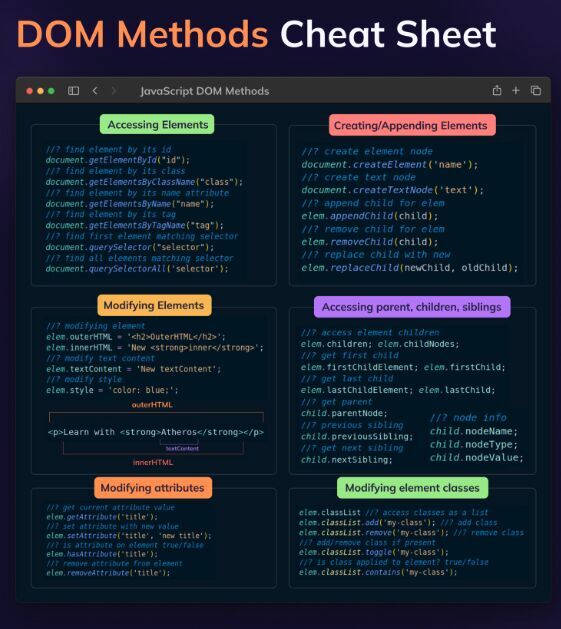 DOM Methods Cheat Sheet
JavaScript DOM Methods
Accessing Elements
//? find element by its id
document.getElementById("id");
//? find element by its class
document.getElementsByClassName("class");
//? find element by its name attribute
document.getElementsByName("name");
//? find element by its tag
document.getElementsByTagName("tag");
//? find first element matching selector
document.querySelector("selector");
//? find all elements matching selector
document.querySelectorAll('selector');
Creating/Appending Elements
//? create element node
document.createElement('name');
//? create text node
document.createTextNode('text');
//? append child for elem
elem.appendChild(child);
//? remove child for elem
elem.removeChild(child);
//? replace child with new
elem.replaceChild(newChild, oldChild);
Modifying Elements
//? modifying element
elem.outerHTML = '<h2>OuterHTML</h2>';
elem.innerHTML = 'New <strong>inner</strong>';
//? modify text content
elem.textContent = 'New textContent';
//? modify style
elem.style = 'color: blue;';
outerHTML
<p>Learn with <strong>Atheros</strong></p>
textContent
innerHTML
Accessing parent, children, siblings
//? access element children
elem.children; elem.childNodes;
//? get first child
elem.firstChildElement; elem.firstChild;
//? get last child
elem.lastChildElement; elem.lastChild;
//? get parent
child.parentNode;
//? previous sibling
child.previousSibling;
//? get next sibling
child.nextSibling;
//? node info
child.nodeName;
child.nodeType;
child.nodeValue;
Modifying attributes
//? get current attribute value
elem.getAttribute('title');
//? set attribute with new value
elem.setAttribute('title', 'new title');
//? is attribute on element true/false
elem.hasAttribute('title');
//? remove attribute from element
elem.removeAttribute('title');
Modifying element classes
elem.classList //? access classes as a list
elem.classList.add('my-class'); //? add class
elem.classList.remove('my-class'); //? remove class
//? add/remove class if present
elem.classList.toggle('my-class');
//? is class applied to element? true/false
elem.classList.contains('my-class');